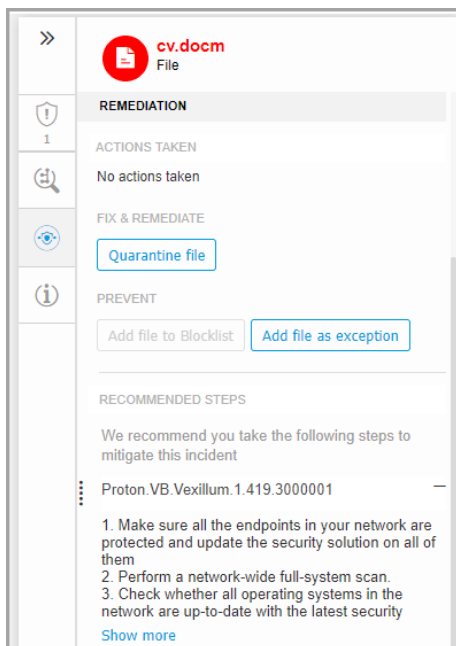 cv.docm
File
1
REMEDIATION
ACTIONS TAKEN
No actions taken
FIX & REMEDIATE
Quarantine file
PREVENT
Add file to Blocklist
Add file as exception
RECOMMENDED STEPS
We recommend you take the following steps to
mitigate this incident
Proton.VB.Vexillum.1.419.3000001
1. Make sure all the endpoints in your network are
protected and update the security solution on all of
them
2. Perform a network-wide full-system scan.
3. Check whether all operating systems in the
network are up-to-date with the latest security
Show more